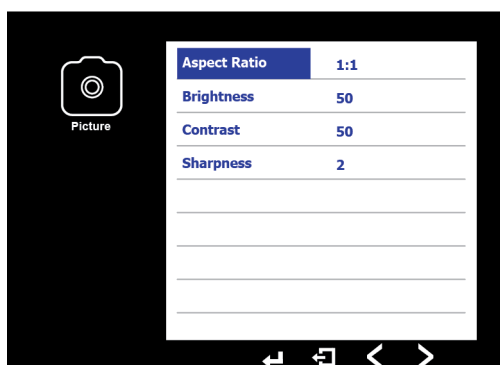 Picture
Aspect Ratio 1:1
Brightness 50
Contrast 50
Sharpness 2